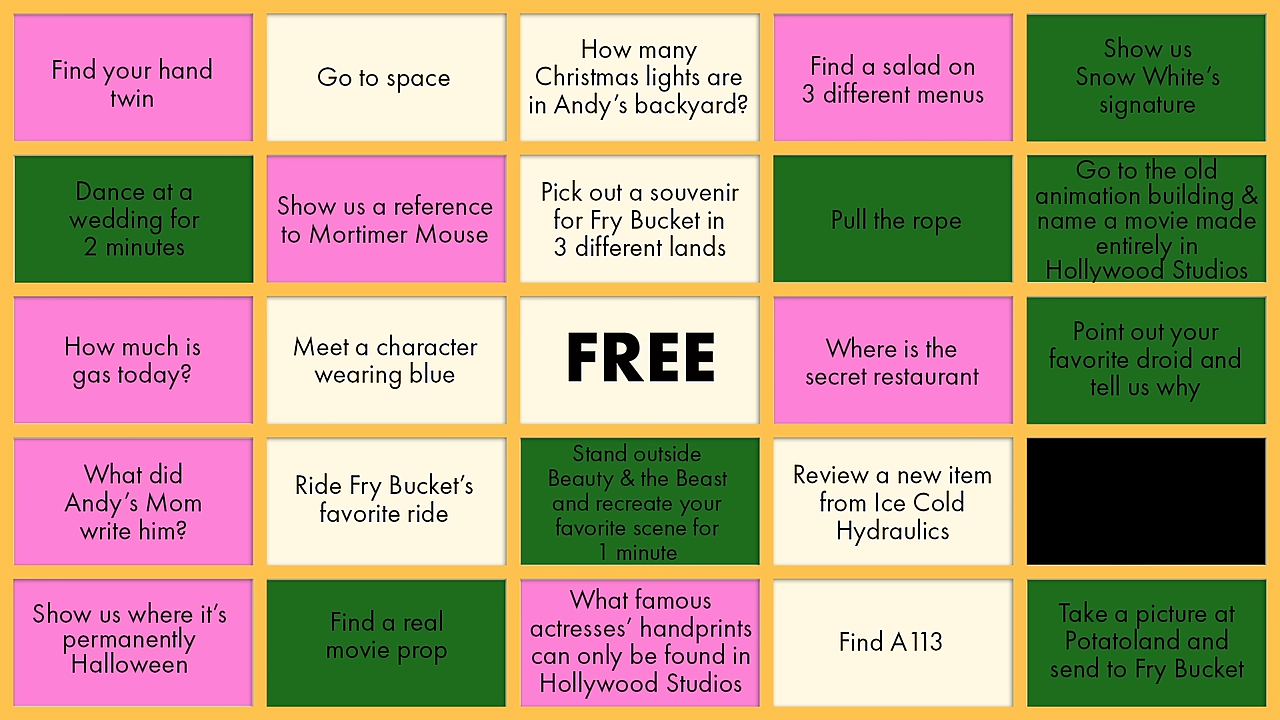 Find your hand
twin
Go to space
How many
Christmas lights are
in Andy's backyard?
Find a salad on
3 different menus
Show us
Snow White's
signature
Dance at a
wedding for
2 minutes
Show us a reference
to Mortimer Mouse
Pick out a souvenir
for Fry Bucket in
3 different lands
Pull the rope
Go to the old
animation building &
name a movie made
entirely in
Hollywood Studios
How much is
gas today?
Meet a character
wearing blue
FREE
Where is the
secret restaurant
Point out your
favorite droid and
tell us why
What did
Andy's Mom
write him?
Ride Fry Bucket's
favorite ride
Stand outside
Beauty & the Beast
and recreate your
favorite scene for
1 minute
Review a new item
from Ice Cold
Hydraulics
Show us where it's
permanently
Halloween
Find a real
movie prop
What famous
actresses' handprints
can only be found in
Hollywood Studios
Find A113
Take a picture at
Potatoland and
send to Fry Bucket